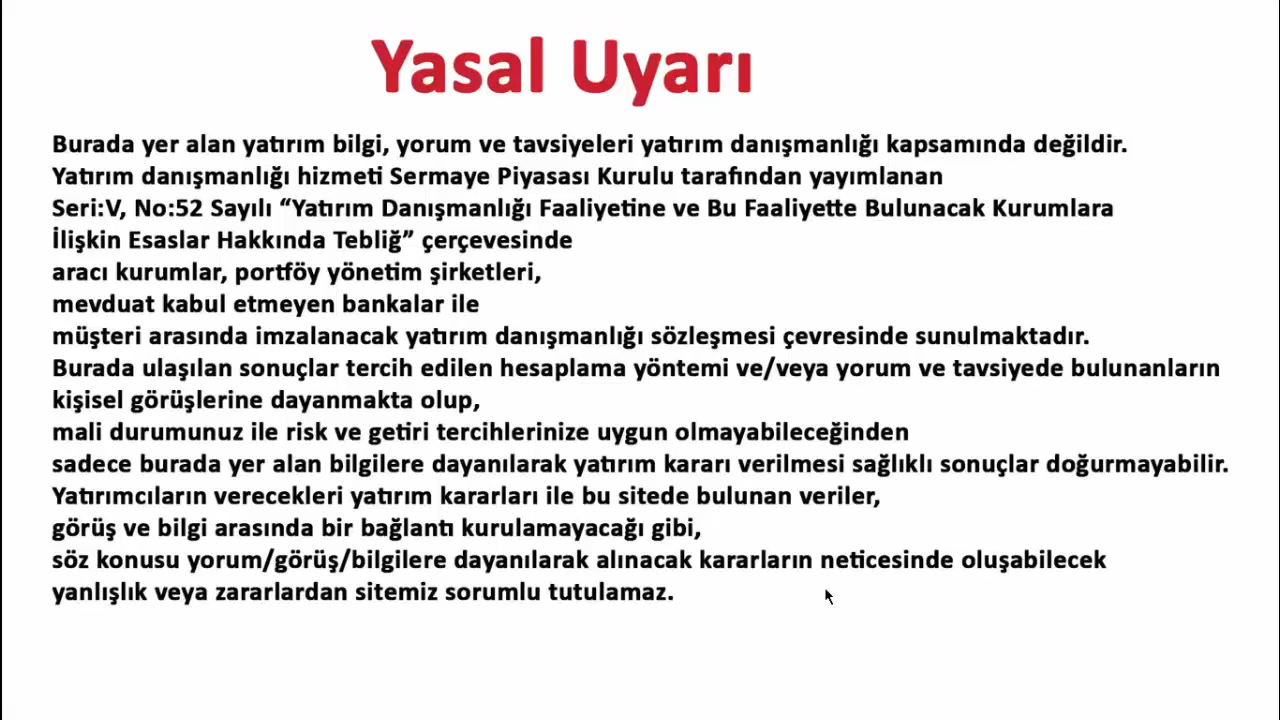 Yasal Uyarı
Burada yer alan yatırım bilgi, yorum ve tavsiyeleri yatırım danışmanlığı kapsamında değildir.
Yatırım danışmanlığı hizmeti Sermaye Piyasası Kurulu tarafından yayımlanan
Seri:V, No:52 Sayılı “Yatırım Danışmanlığı Faaliyetine ve Bu Faaliyette Bulunacak Kurumlara
İlişkin Esaslar Hakkında Tebliğ” çerçevesinde
aracı kurumlar, portföy yönetim şirketleri,
mevduat kabul etmeyen bankalar ile
müşteri arasında imzalanacak yatırım danışmanlığı sözleşmesi çevresinde sunulmaktadır.
Burada ulaşılan sonuçlar tercih edilen hesaplama yöntemi ve/veya yorum ve tavsiyede bulunanların
kişisel görüşlerine dayanmakta olup,
mali durumunuz ile risk ve getiri tercihlerinize uygun olmayabileceğinden
sadece burada yer alan bilgilere dayanılarak yatırım kararı verilmesi sağlıklı sonuçlar doğurmayabilir.
Yatırımcıların verecekleri yatırım kararları ile bu sitede bulunan veriler,
görüş ve bilgi arasında bir bağlantı kurulamayacağı gibi,
söz konusu yorum/görüş/bilgilere dayanılarak alınacak kararların neticesinde oluşabilecek
yanlışlık veya zararlardan sitemiz sorumlu tutulamaz.